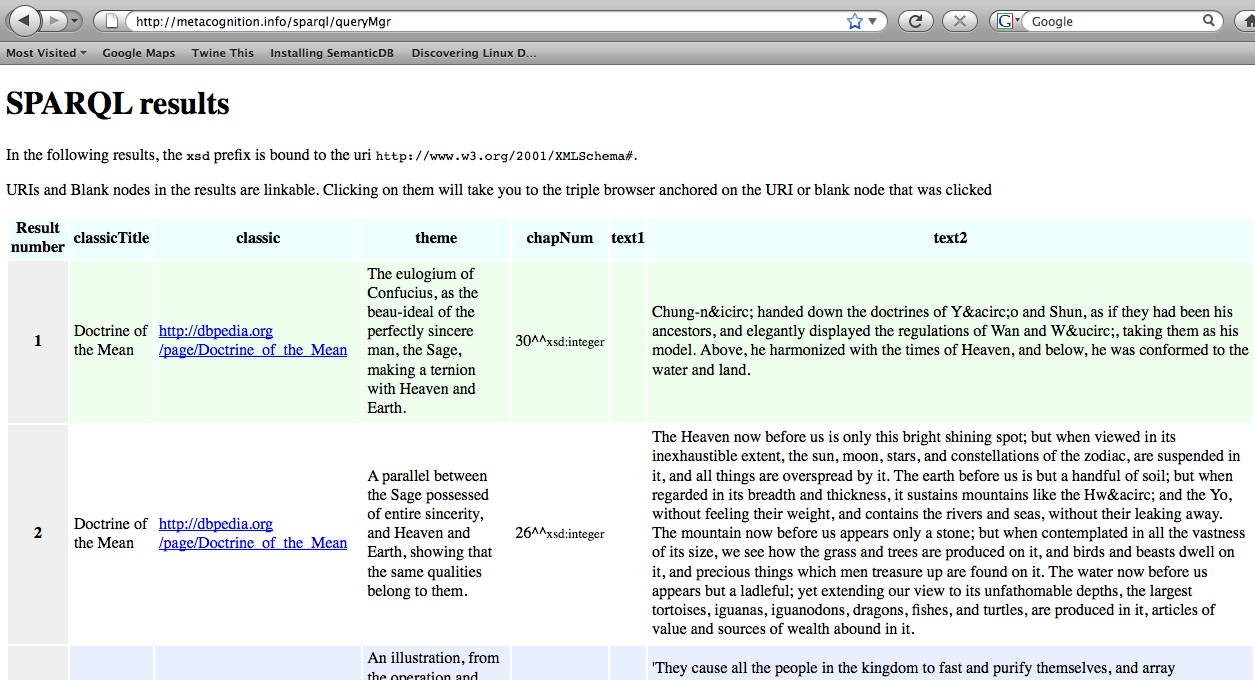 http://metacognition.info/sparql/queryMgr
Google
Most Visited
Google Maps
Twine This
Installing SemanticDB
Discovering Linux D...
SPARQL results
In the following results, the xsd prefix is bound to the uri http://www.w3.org/2001/XMLSchema#.
URIs and Blank nodes in the results are linkable. Clicking on them will take you to the triple browser anchored on the URI or blank node that was clicked
Result
number
classicTitle
classic
theme
chapNum
text1
text2
1
Doctrine of
the Mean
http://dbpedia.org
/page/Doctrine_of_the_Mean
The eulogium of
Confucius, as the
beau-ideal of the
perfectly sincere
man, the Sage,
making a ternion
with Heaven and
Earth.
30^^xsd:integer
Chung-n&icirc; handed down the doctrines of Y&acirc;o and Shun, as if they had been his
ancestors, and elegantly displayed the regulations of Wan and W&ucirc;, taking them as his
model. Above, he harmonized with the times of Heaven, and below, he was conformed to the
water and land.
2
Doctrine of
the Mean
http://dbpedia.org
/page/Doctrine_of_the_Mean
A parallel between
the Sage possessed
of entire sincerity,
and Heaven and
Earth, showing that
the same qualities
belong to them.
26^^xsd:integer
The Heaven now before us is only this bright shining spot; but when viewed in its
inexhaustible extent, the sun, moon, stars, and constellations of the zodiac, are suspended in
it, and all things are overspread by it. The earth before us is but a handful of soil; but when
regarded in its breadth and thickness, it sustains mountains like the Hw&acirc; and the Yo,
without feeling their weight, and contains the rivers and seas, without their leaking away.
The mountain now before us appears only a stone; but when contemplated in all the vastness
of its size, we see how the grass and trees are produced on it, and birds and beasts dwell on
it, and precious things which men treasure up are found on it. The water now before us
appears but a ladleful; yet extending our view to its unfathomable depths, the largest
tortoises, iguanas, iguanodons, dragons, fishes, and turtles, are produced in it, articles of
value and sources of wealth abound in it.
An illustration, from
the operation and
'They cause all the people in the kingdom to fast and purify themselves, and array